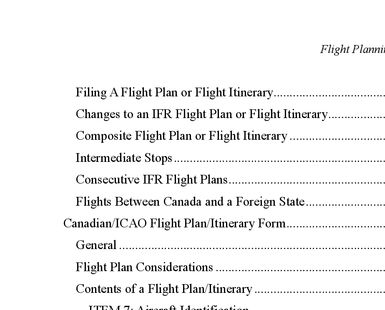 Flight Planni
Filing A Flight Plan or Flight Itinerary
Changes to an IFR Flight Plan or Flight Itinerary
Composite Flight Plan or Flight Itinerary
Intermediate Stops
Consecutive IFR Flight Plans
Flights Between Canada and a Foreign State
Canadian/ICAO Flight Plan/Itinerary Form
General
Flight Plan Considerations
Contents of a Flight Plan/Itinerary
ITEM 7: Aircraft Identification